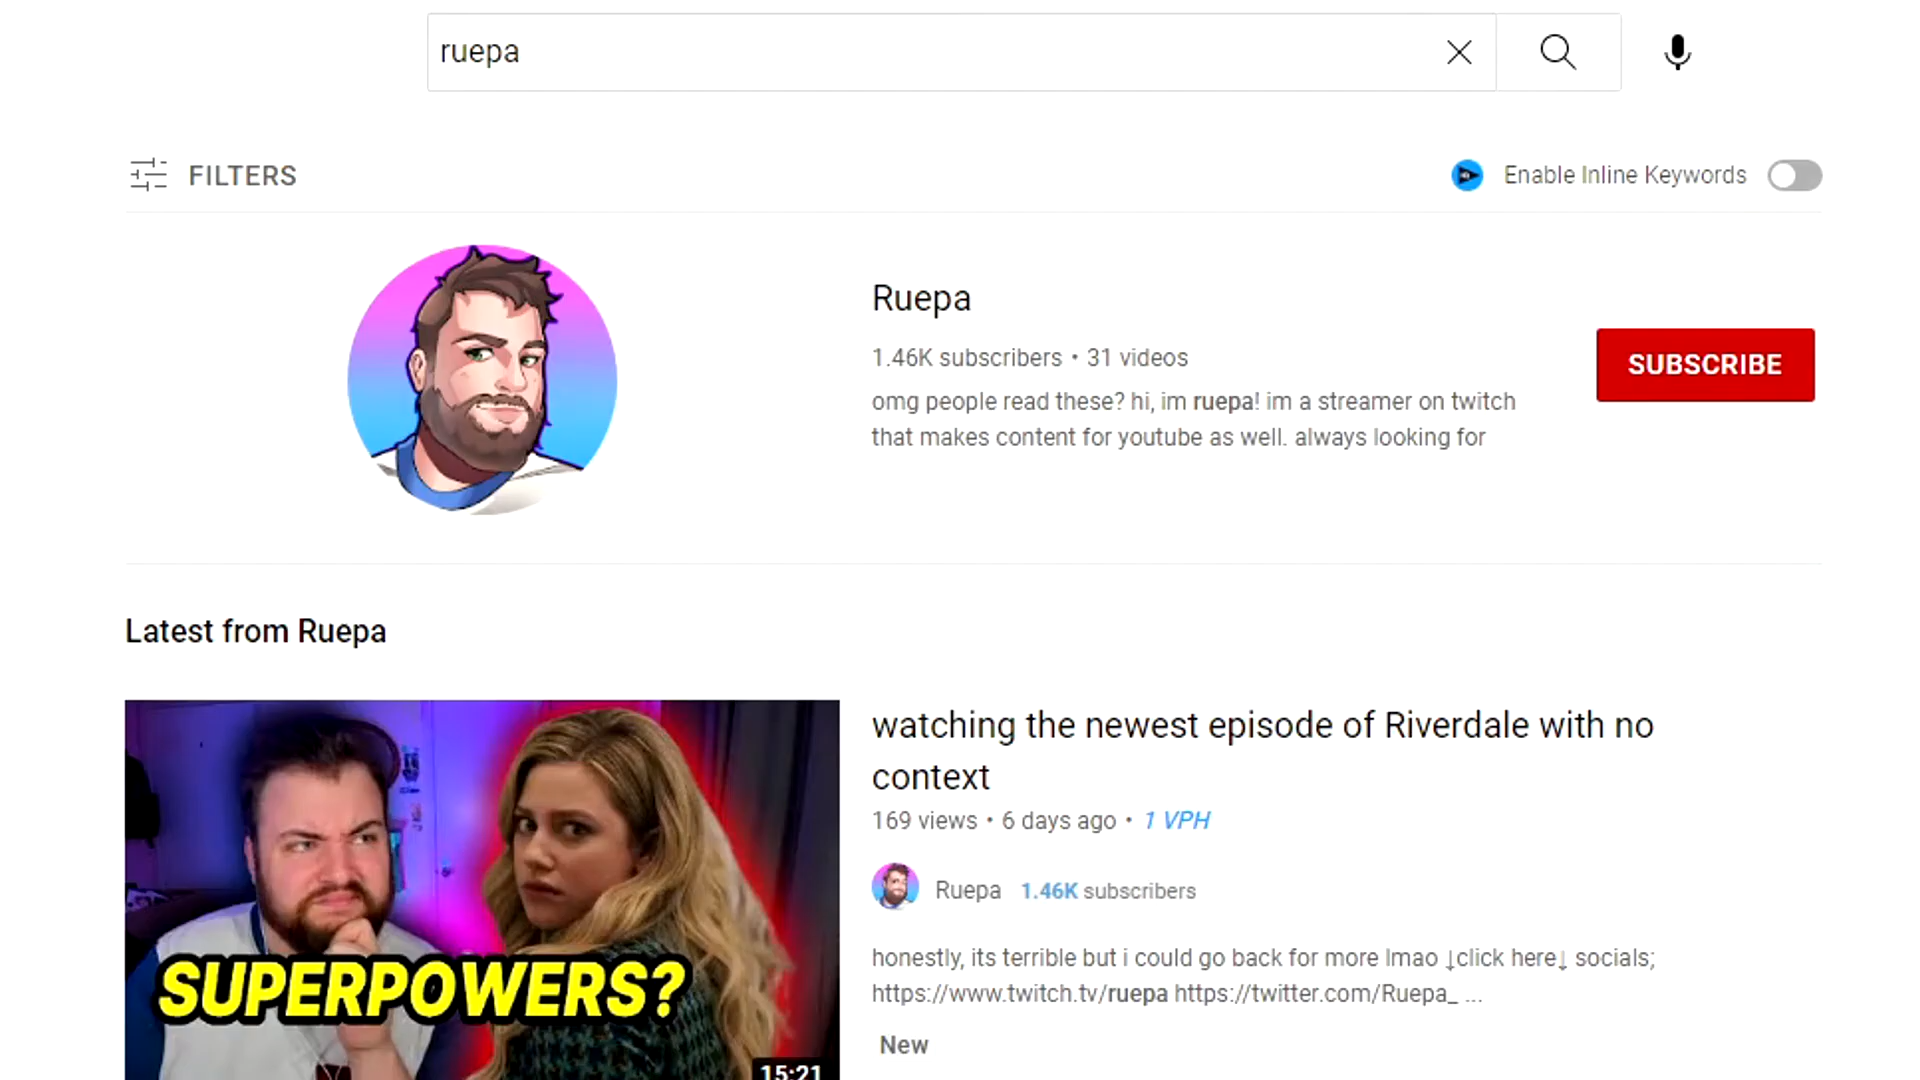 ruepa
FILTERS
Enable Inline Keywords
Ruepa
1.46K subscribers • 31 videos
omg people read these? hi, im ruepa! im a streamer on twitch
that makes content for youtube as well. always looking for
SUBSCRIBE
Latest from Ruepa
SUPERPOWERS?
15:21
watching the newest episode of Riverdale with no
context
169 views • 6 days ago • 1 VPH
Ruepa 1.46K subscribers
honestly, its terrible but i could go back for more lmao ↓click here↓ socials;
https://www.twitch.tv/ruepa https://twitter.com/Ruepa_ ...
New